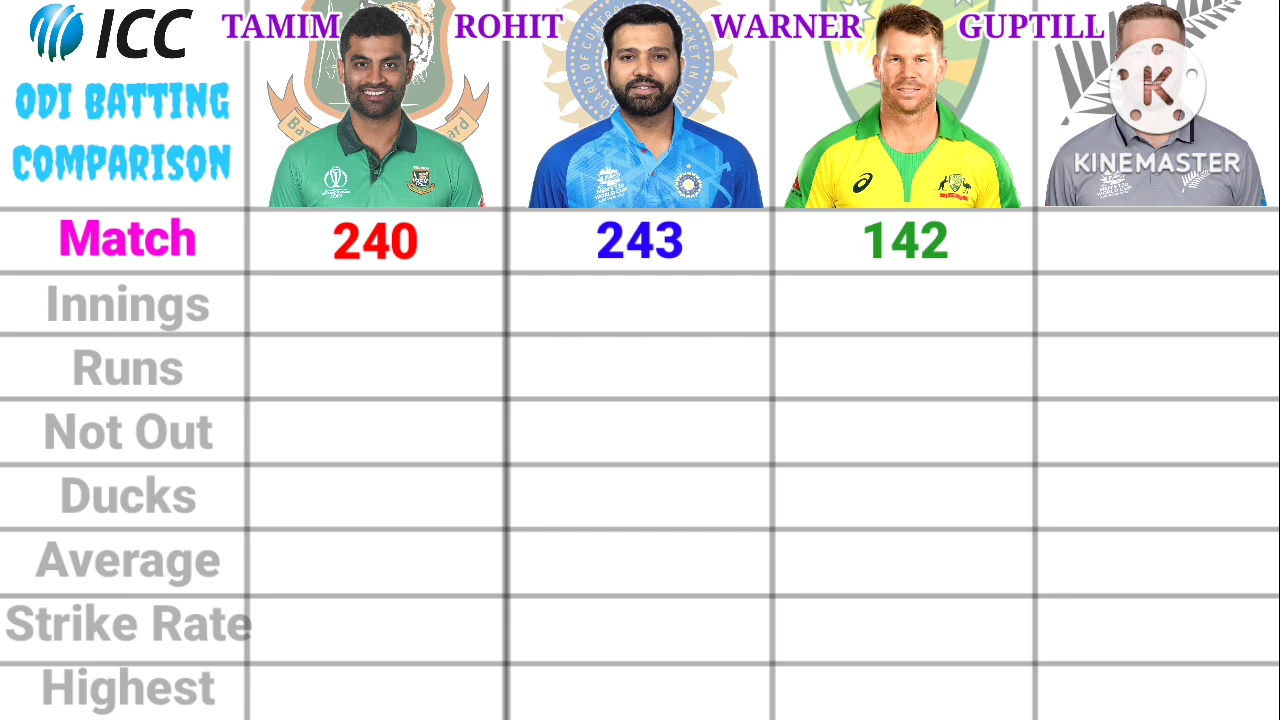 ICC
TAMIM ROHIT WARNER GUPTILL
ODI BATTING
COMPARISON
KINEMASTER
Match 240 243 142
Innings
Runs
Not Out
Ducks
Average
Strike Rate
Highest